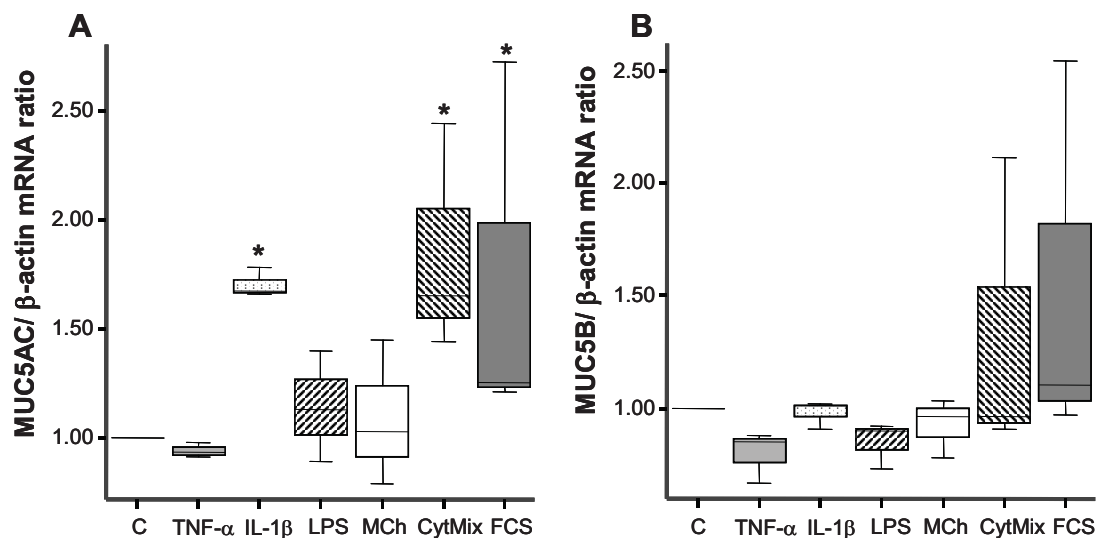 A
MUC5AC/ β-actin mRNA ratio
2.50
2.00
1.50
1.00
*
*
*
C TNF-α IL-1β LPS MCh CytMix FCS
B
MUC5B/ β-actin mRNA ratio
2.50
2.00
1.50
1.00
C TNF-α IL-1β LPS MCh CytMix FCS